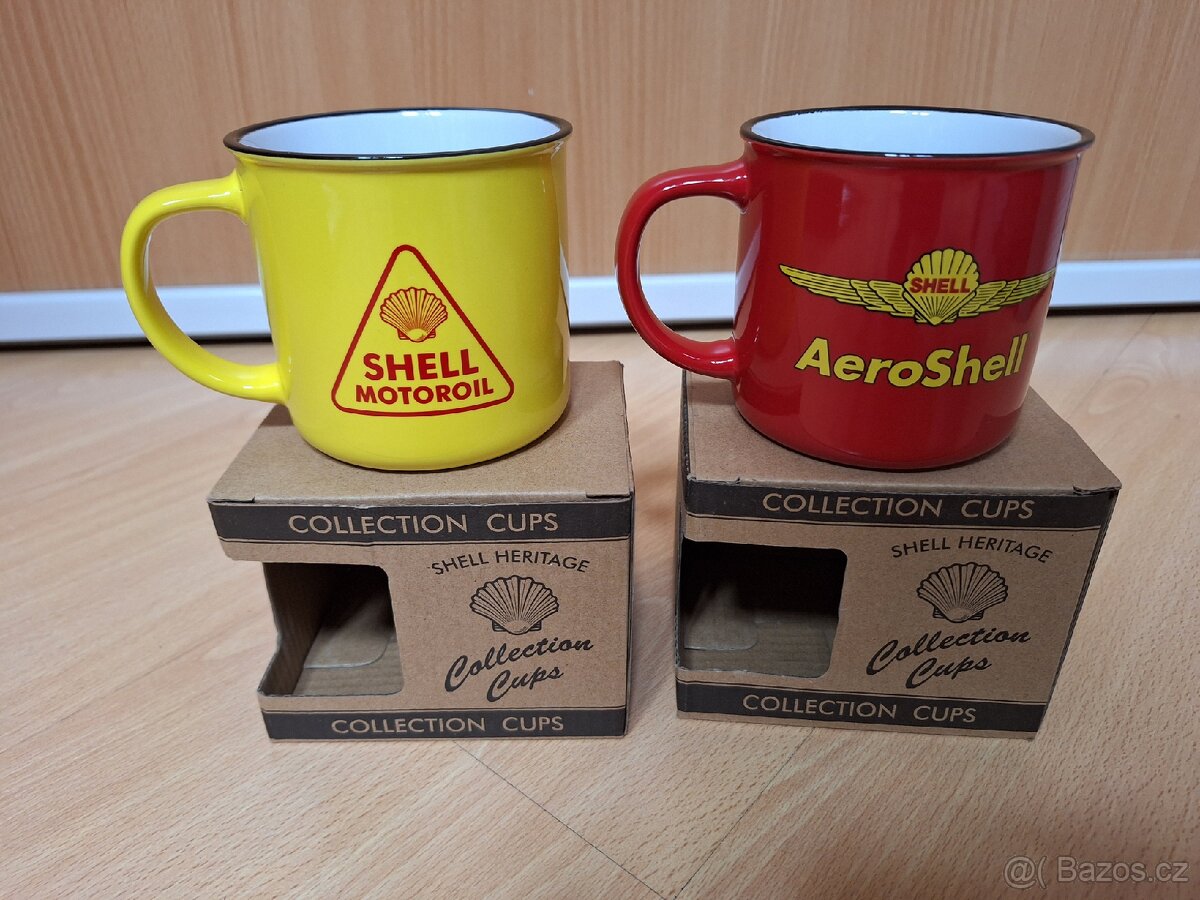 SHELL
MOTOROIL
SHELL
AeroShell
COLLECTION CUPS
SHELL HERITAGE
Collection
Cups
COLLECTION CUPS
COLLECTION CUPS
SHELL HERITAGE
Collection
Cups
COLLECTION CUPS
@( Bazos.cz